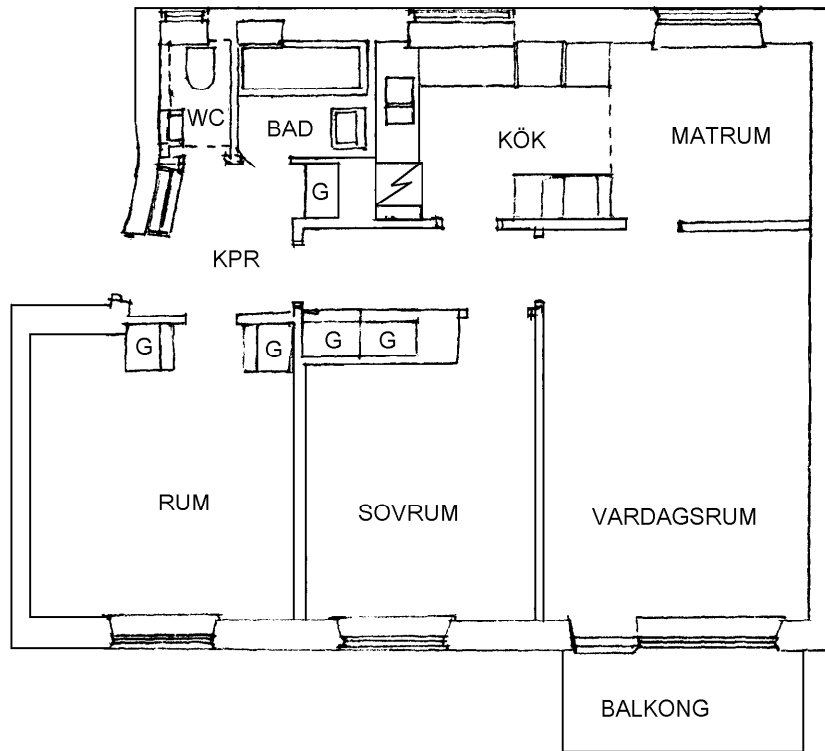 WC
BAD
KÖK
MATRUM
G
KPR
G
G
G
G
RUM
SOVRUM
VARDAGSRUM
BALKONG